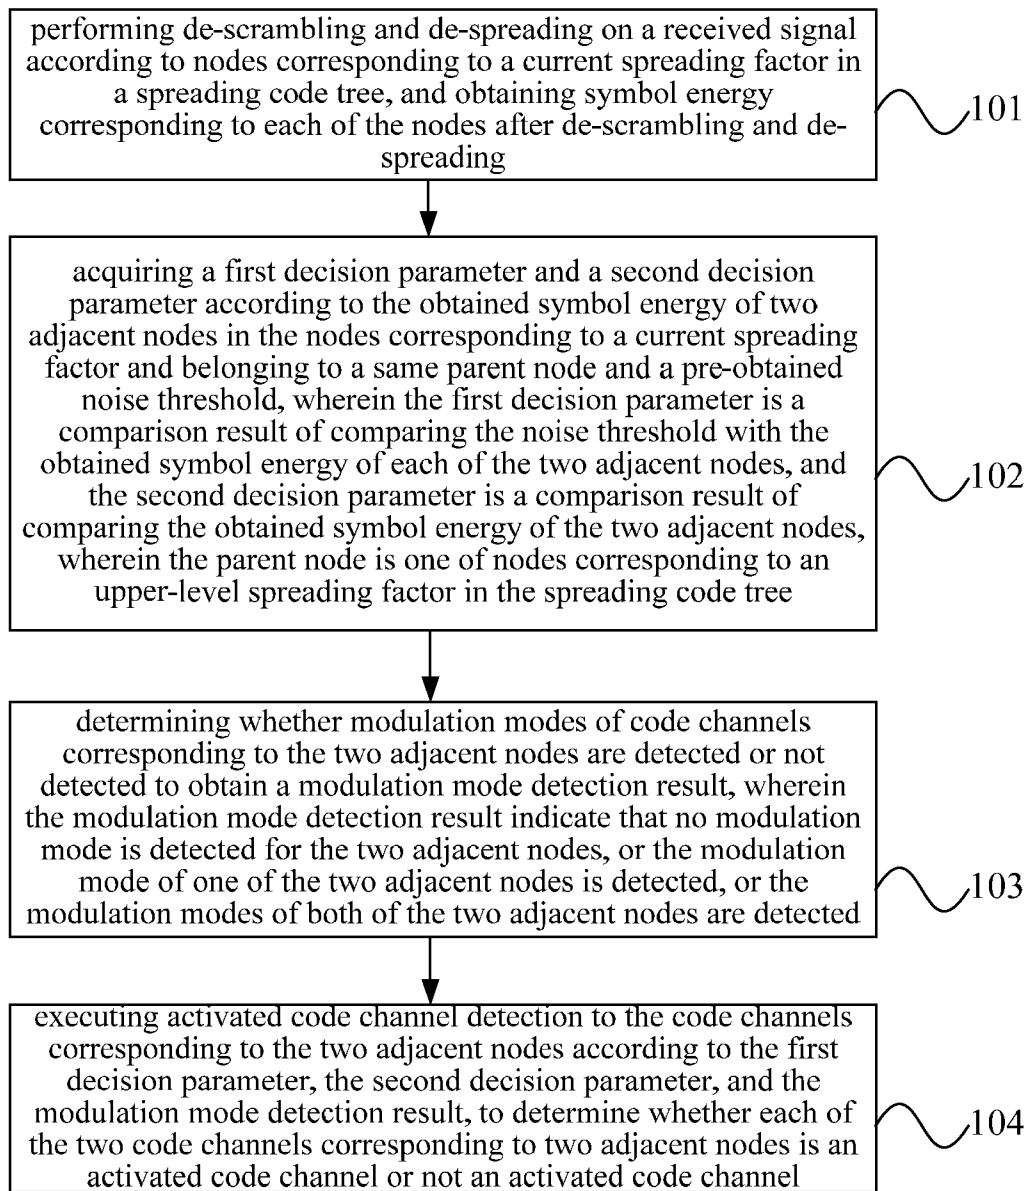 performing de-scrambling and de-spreading on a received signal
according to nodes corresponding to a current spreading factor in
a spreading code tree, and obtaining symbol energy
corresponding to each of the nodes after de-scrambling and de-
spreading
101
acquiring a first decision parameter and a second decision
parameter according to the obtained symbol energy of two
adjacent nodes in the nodes corresponding to a current spreading
factor and belonging to a same parent node and a pre-obtained
noise threshold, wherein the first decision parameter is a
comparison result of comparing the noise threshold with the
obtained symbol energy of each of the two adjacent nodes, and
the second decision parameter is a comparison result of
comparing the obtained symbol energy of the two adjacent nodes,
wherein the parent node is one of nodes corresponding to an
upper-level spreading factor in the spreading code tree
102
determining whether modulation modes of code channels
corresponding to the two adjacent nodes are detected or not
detected to obtain a modulation mode detection result, wherein
the modulation mode detection result indicate that no modulation
mode is detected for the two adjacent nodes, or the modulation
mode of one of the two adjacent nodes is detected, or the
modulation modes of both of the two adjacent nodes are detected
103
executing activated code channel detection to the code channels
corresponding to the two adjacent nodes according to the first
decision parameter, the second decision parameter, and the
modulation mode detection result, to determine whether each of
the two code channels corresponding to two adjacent nodes is an
activated code channel or not an activated code channel
104